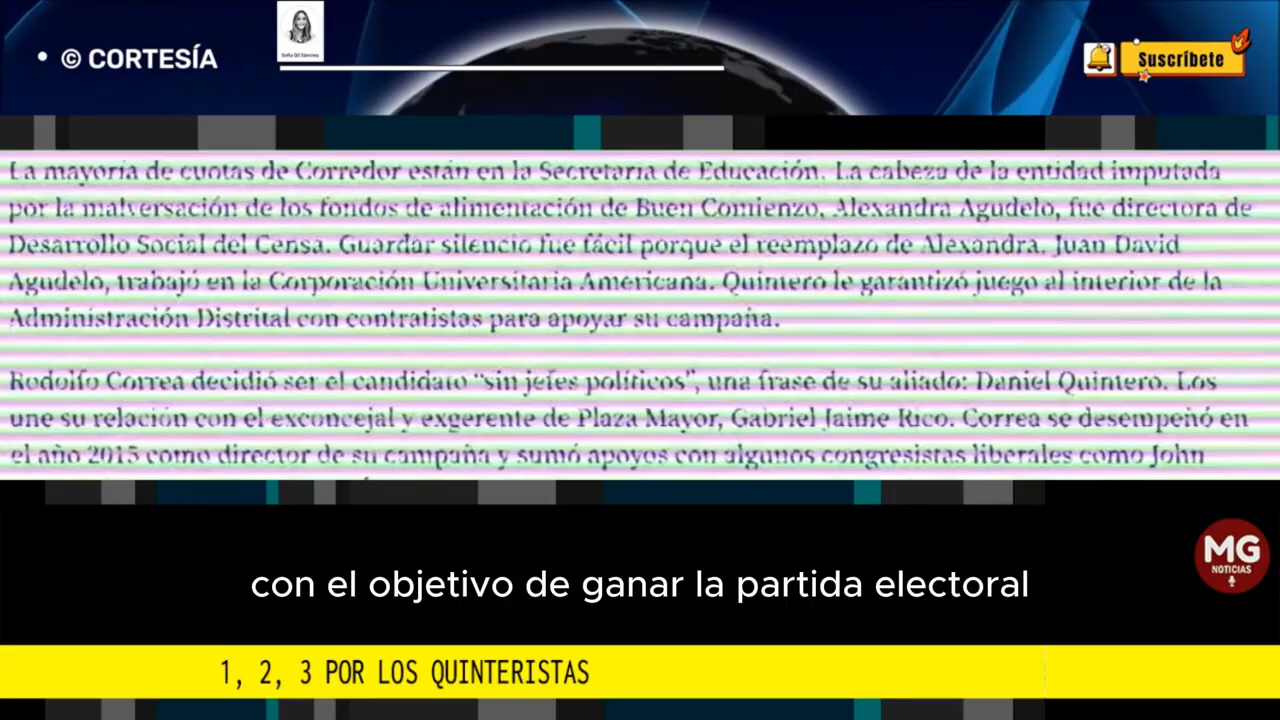 • © CORTESÍA
Sofía Gil Sánchez
Suscríbete
La mayoría de cuotas de Corredor están en la Secretaría de Educación. La cabeza de la entidad imputada
por la malversación de los fondos de alimentación de Buen Comienzo, Alexandra Agudelo, fue directora de
Desarrollo Social del Censa. Guardar silencio fue fácil porque el reemplazo de Alexandra, Juan David
Agudelo, trabajó en la Corporación Universitaria Americana. Quintero le garantizó juego al interior de la
Administración Distrital con contratistas para apoyar su campaña.
Rodolfo Correa decidió ser el candidato “sin jefes políticos”, una frase de su aliado: Daniel Quintero. Los
une su relación con el exconcejal y exgerente de Plaza Mayor, Gabriel Jaime Rico. Correa se desempeñó en
el año 2015 como director de su campaña y sumó apoyos con algunos congresistas liberales como John
MG
NOTICIAS
con el objetivo de ganar la partida electoral
1, 2, 3 POR LOS QUINTERISTAS